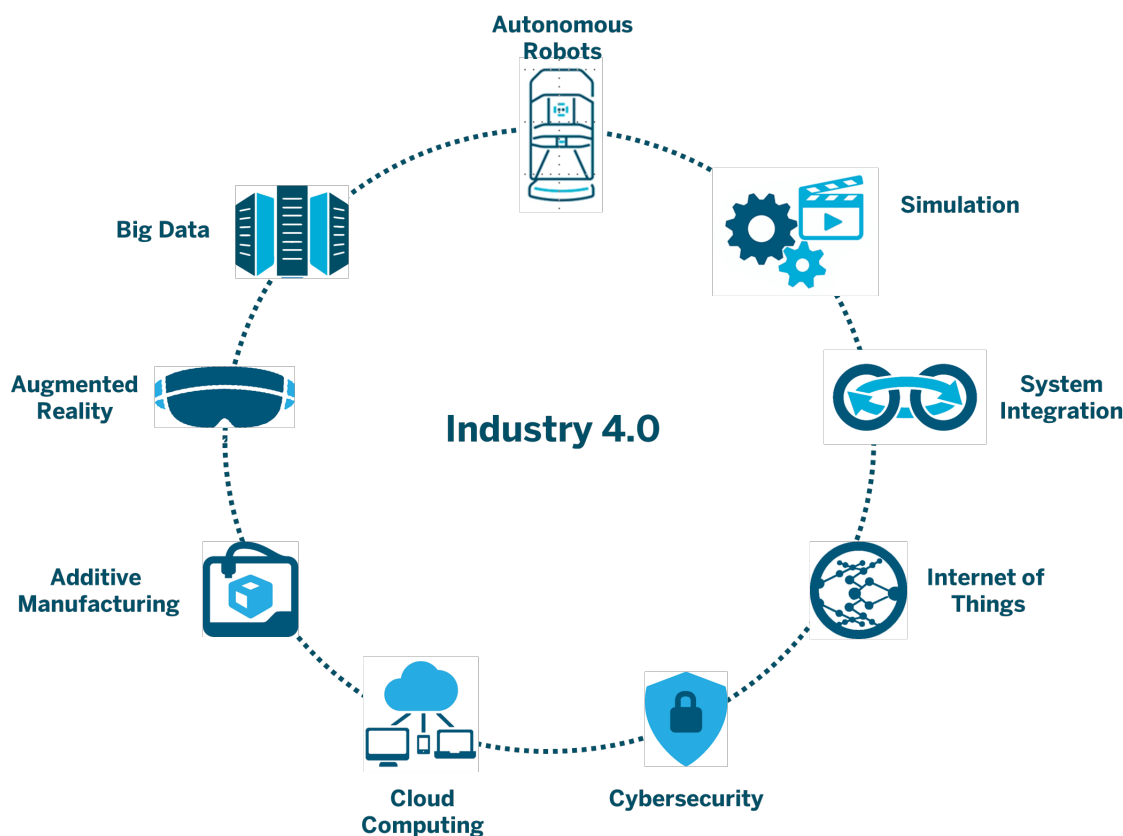 Autonomous
Robots
Simulation
Big Data
System
Integration
Augmented
Reality
Industry 4.0
Internet of
Things
Additive
Manufacturing
Cybersecurity
Cloud
Computing